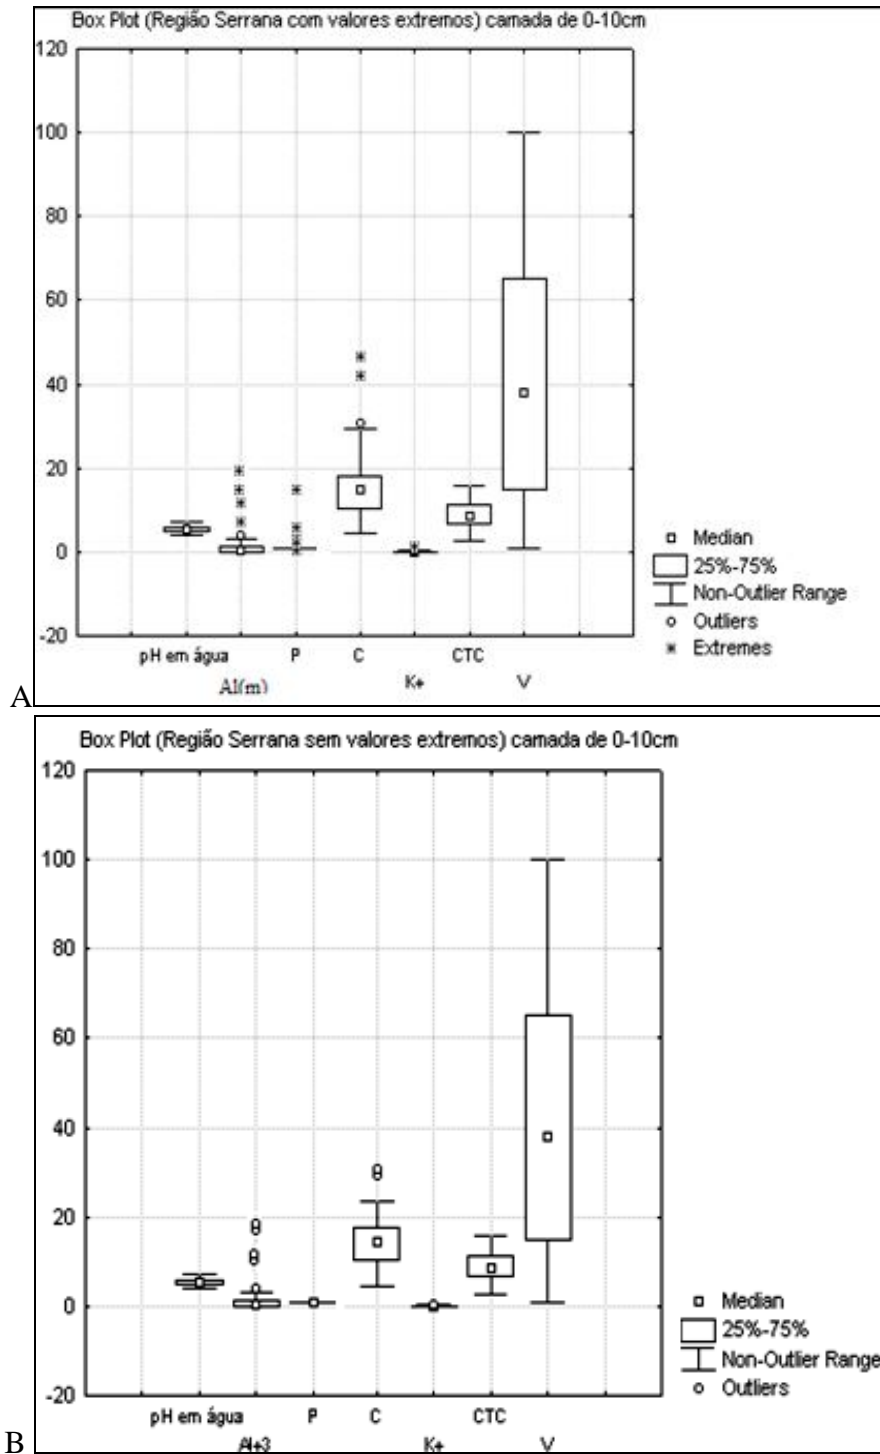 Box Plot (Região Serrana com valores extremos) camada de 0-10cm
120
100
80
60
40
20
0
-20
pH em água P C CTC
Al(m) K+ V
Median
25%-75%
Non-Outlier Range
Outliers
Extremes
A
Box Plot (Região Serrana sem valores extremos) camada de 0-10cm
120
100
80
60
40
20
0
-20
pH em água P C CTC
Al+3 K+ V
Median
25%-75%
Non-Outlier Range
Outliers
B